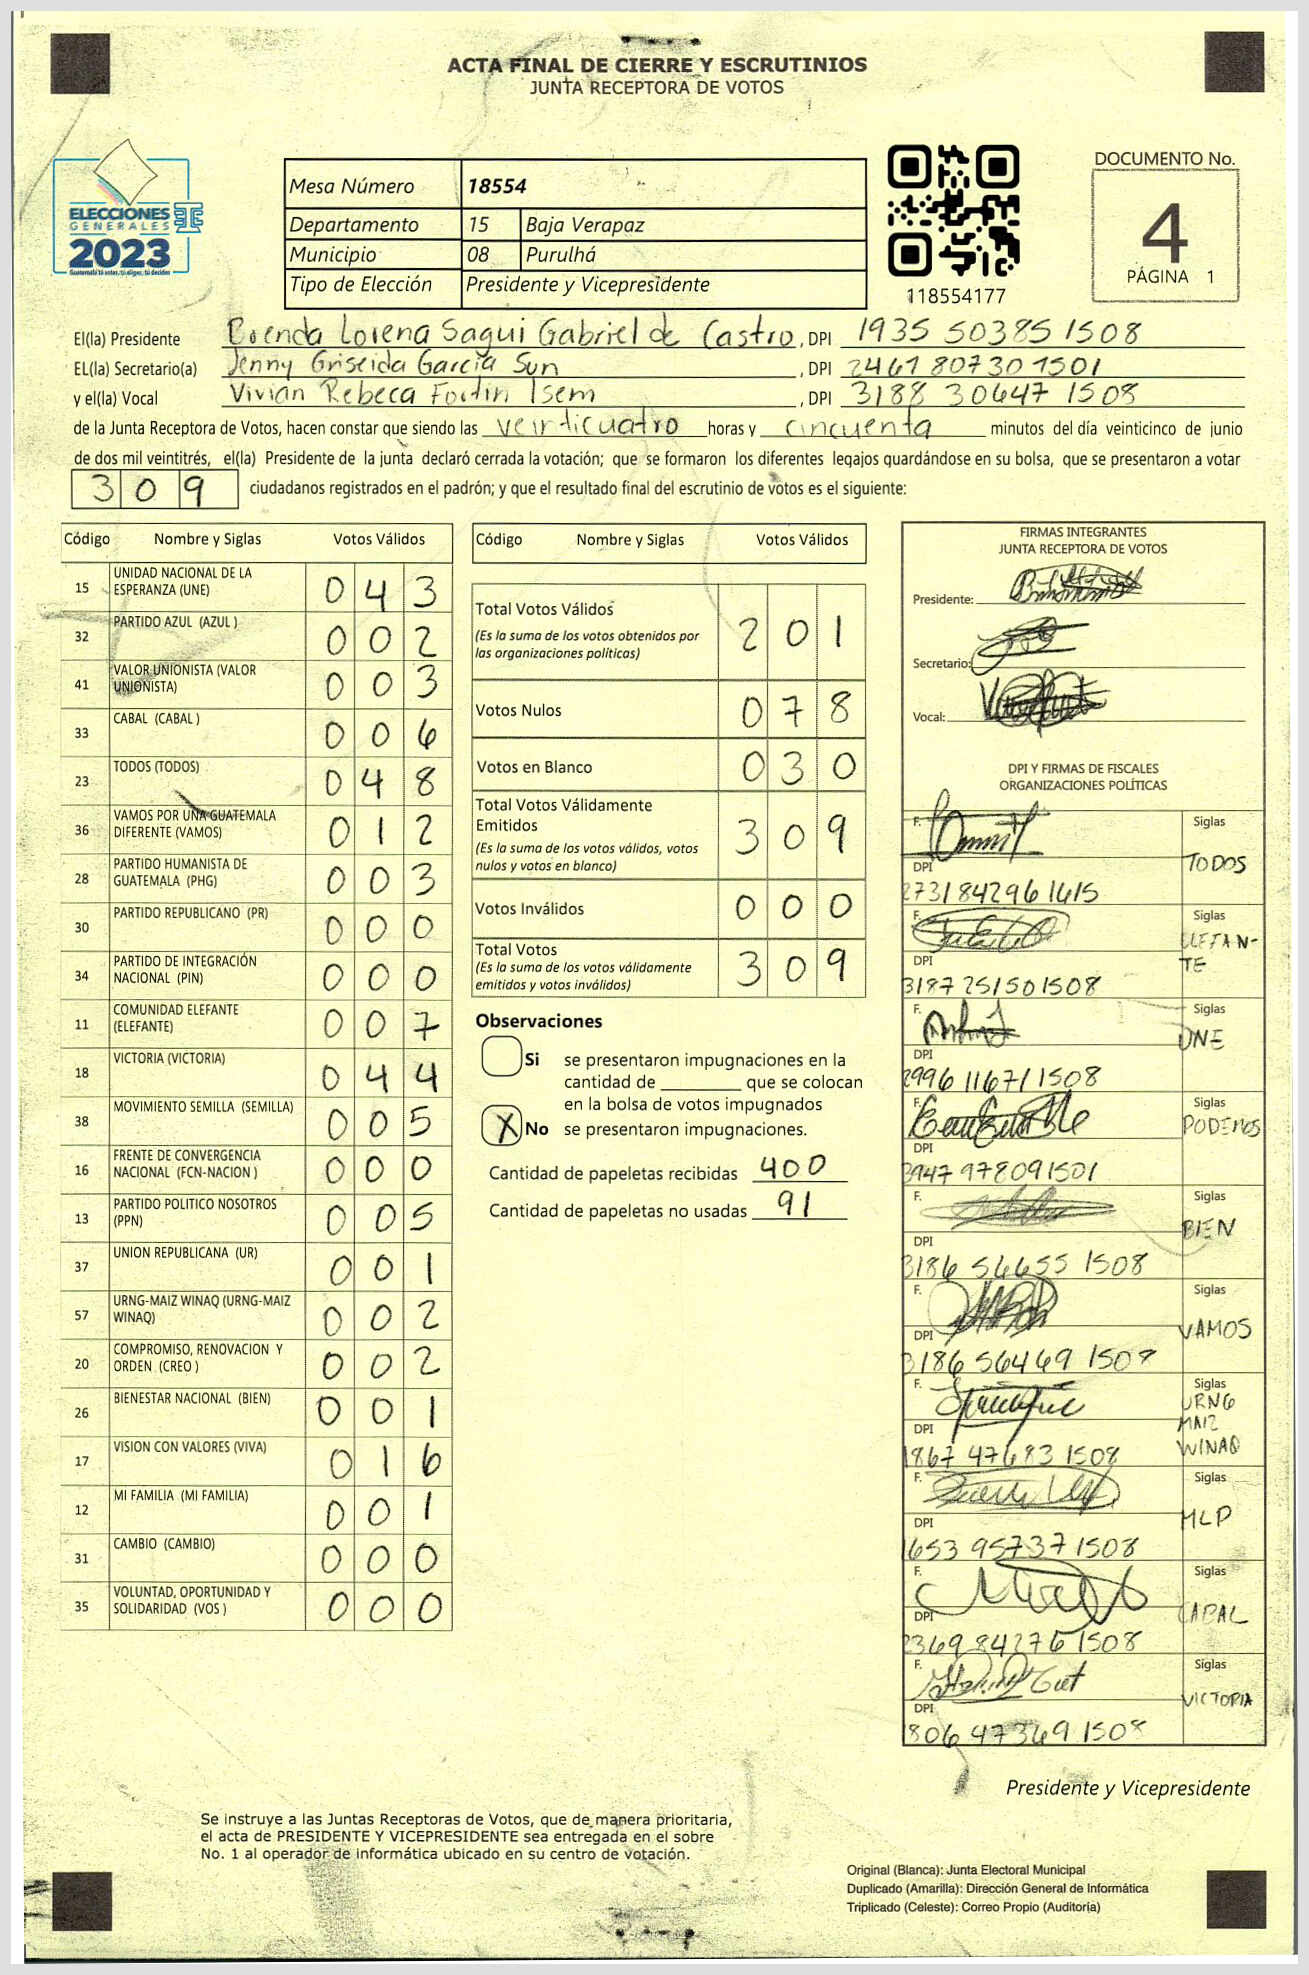 ACTA FINAL DE CIERRE Y ESCRUTINIOS
JUNTA RECEPTORA DE VOTOS
ELECCIONES
GENERALES
2023
Guatemala tú votas, tú eliges, tú decides
Mesa Número 18554
Departamento 15 Baja Verapaz
Municipio 08 Purulhá
Tipo de Elección Presidente y Vicepresidente
118554177
DOCUMENTO No.
4
PÁGINA 1
El(la) Presidente Brenda Lorena Sagui Gabriel de Castro, DPI 1935 50385 1508
EL(la) Secretario(a) Jenny Griseida Garcia Sun, DPI 2461 80730 1501
y el(la) Vocal Vivian Rebeca Fortin Isem, DPI 3188 30647 1508
de la Junta Receptora de Votos, hacen constar que siendo las veinticuatro horas y cincuenta minutos del día veinticinco de junio
de dos mil veintitrés, el(la) Presidente de la junta declaró cerrada la votación; que se formaron los diferentes legajos guardándose en su bolsa, que se presentaron a votar
309 ciudadanos registrados en el padrón; y que el resultado final del escrutinio de votos es el siguiente:
Código Nombre y Siglas Votos Válidos
15 UNIDAD NACIONAL DE LA ESPERANZA (UNE) 043
32 PARTIDO AZUL (AZUL ) 002
41 VALOR UNIONISTA (VALOR UNIONISTA) 003
33 CABAL (CABAL ) 006
23 TODOS (TODOS) 048
36 VAMOS POR UNA GUATEMALA DIFERENTE (VAMOS) 012
28 PARTIDO HUMANISTA DE GUATEMALA (PHG) 003
30 PARTIDO REPUBLICANO (PR) 000
34 PARTIDO DE INTEGRACIÓN NACIONAL (PIN) 000
11 COMUNIDAD ELEFANTE (ELEFANTE) 007
18 VICTORIA (VICTORIA) 044
38 MOVIMIENTO SEMILLA (SEMILLA) 005
16 FRENTE DE CONVERGENCIA NACIONAL (FCN-NACION ) 000
13 PARTIDO POLITICO NOSOTROS (PPN) 005
37 UNION REPUBLICANA (UR) 001
57 URNG-MAIZ WINAQ (URNG-MAIZ WINAQ) 002
20 COMPROMISO, RENOVACION Y ORDEN (CREO ) 002
26 BIENESTAR NACIONAL (BIEN) 001
17 VISION CON VALORES (VIVA) 016
12 MI FAMILIA (MI FAMILIA) 001
31 CAMBIO (CAMBIO) 000
35 VOLUNTAD, OPORTUNIDAD Y SOLIDARIDAD (VOS ) 000
Código Nombre y Siglas Votos Válidos
Total Votos Válidos 201
(Es la suma de los votos obtenidos por
las organizaciones políticas)
Votos Nulos 078
Votos en Blanco 030
Total Votos Válidamente
Emitidos 309
(Es la suma de los votos válidos, votos
nulos y votos en blanco)
Votos Inválidos 000
Total Votos 309
(Es la suma de los votos válidamente
emitidos y votos inválidos)
Observaciones
Si se presentaron impugnaciones en la
cantidad de ________ que se colocan
en la bolsa de votos impugnados
X No se presentaron impugnaciones.
Cantidad de papeletas recibidas 400
Cantidad de papeletas no usadas 91
FIRMAS INTEGRANTES
JUNTA RECEPTORA DE VOTOS
Presidente:
Secretario:
Vocal:
DPI Y FIRMAS DE FISCALES
ORGANIZACIONES POLÍTICAS
F. Siglas TODOS
DPI 2731 84296 1615
F. Siglas ELEFAN-
TE
DPI 3187 25150 1508
F. Siglas UNE
DPI 2996 11671 1508
F. Siglas PODEMOS
DPI 2947 97809 1501
F. Siglas BIEN
DPI 3186 56655 1508
F. Siglas VAMOS
DPI 3186 56469 1508
F. Siglas URNG
MAIZ
WINAQ
DPI 1867 47683 1508
F. Siglas MLP
DPI 1653 95737 1508
F. Siglas CABAL
DPI 2369 84276 1508
F. Siglas VICTORIA
DPI 1806 47369 1508
Presidente y Vicepresidente
Se instruye a las Juntas Receptoras de Votos, que de manera prioritaria,
el acta de PRESIDENTE Y VICEPRESIDENTE sea entregada en el sobre
No. 1 al operador de informática ubicado en su centro de votación.
Original (Blanca): Junta Electoral Municipal
Duplicado (Amarilla): Dirección General de Informática
Triplicado (Celeste): Correo Propio (Auditoría)